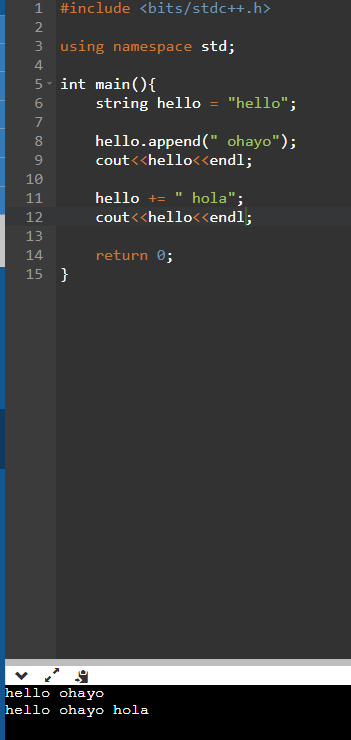 1 #include <bits/stdc++.h>
2
3 using namespace std;
4
5 int main(){
6     string hello = "hello";
7
8     hello.append(" ohayo");
9     cout<<hello<<endl;
10
11     hello += " hola";
12     cout<<hello<<endl;
13
14     return 0;
15 }
hello ohayo
hello ohayo hola